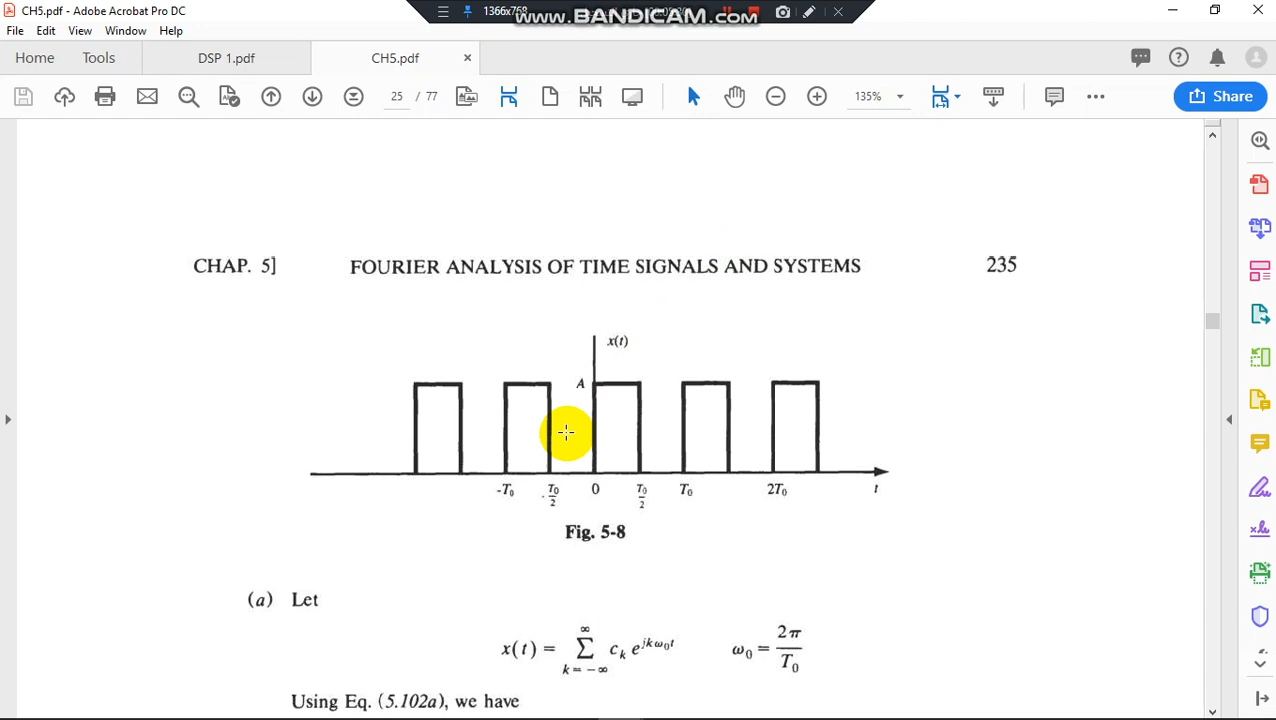 CH5.pdf - Adobe Acrobat Pro DC
1366x768
www.BANDICAM.com
File Edit View Window Help
Home Tools DSP 1.pdf CH5.pdf ×
25 / 77 135% Share
CHAP. 5] FOURIER ANALYSIS OF TIME SIGNALS AND SYSTEMS 235
x(t)
A
-T₀ -T₀/2 0 T₀/2 T₀ 2T₀ t
Fig. 5-8
(a) Let
x(t) = ∑_{k=-∞}^{∞} c_k e^{jkω₀t} ω₀ = 2π/T₀
Using Eq. (5.102a), we have